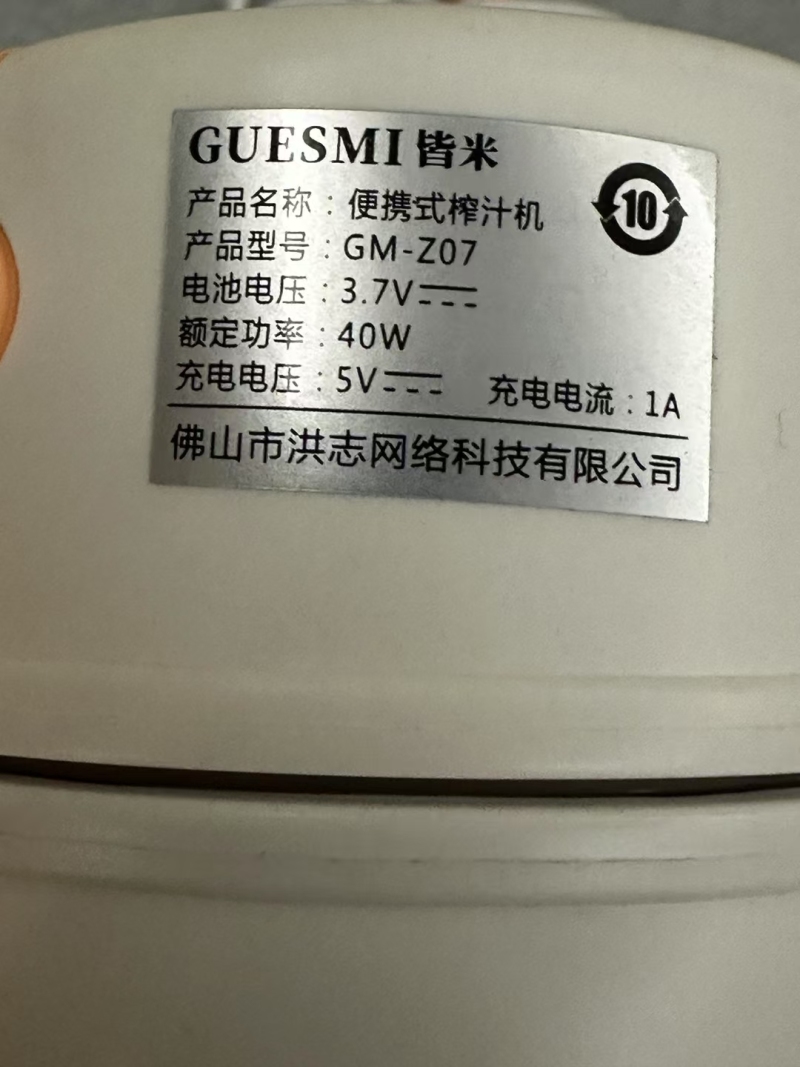 GUESMI 皆米
10
产品名称：便携式榨汁机
产品型号：GM-Z07
电池电压：3.7V⎓
额定功率：40W
充电电压：5V⎓ 充电电流：1A
佛山市洪志网络科技有限公司